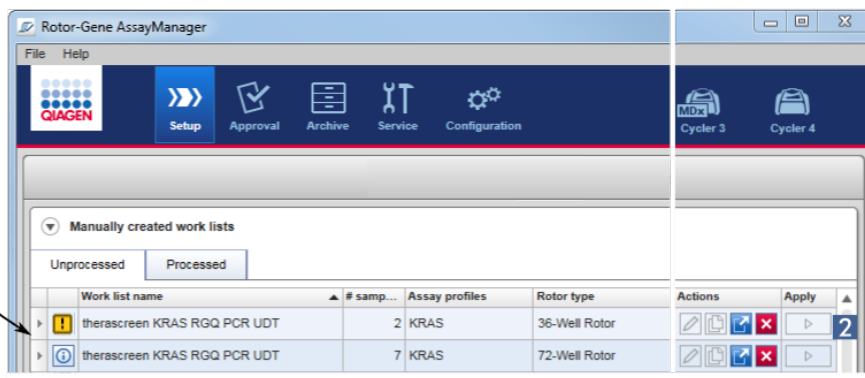 Rotor-Gene AssayManager
File Help
QIAGEN
Setup Approval Archive Service Configuration MDx Cycler 3 Cycler 4
Manually created work lists
Unprocessed Processed
Work list name # samp... Assay profiles Rotor type Actions Apply
therascreen KRAS RGQ PCR UDT 2 KRAS 36-Well Rotor 2
therascreen KRAS RGQ PCR UDT 7 KRAS 72-Well Rotor